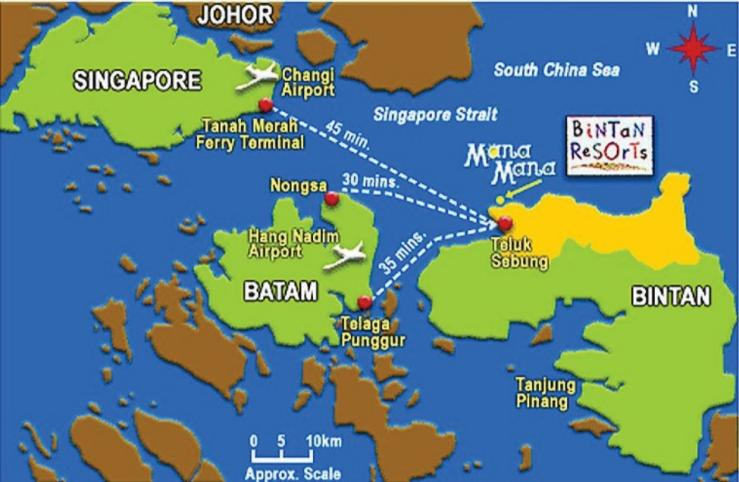 JOHOR
N
W
E
S
SINGAPORE
Changi
Airport
South China Sea
Tanah Merah
Ferry Terminal
45 min.
Singapore Strait
BiNTaN
ReSOrTs
Mana
Mana
Nongsa
30 mins.
Hang Nadim
Airport
35 mins.
Teluk
Sebung
BATAM
BINTAN
Telaga
Punggur
Tanjung
Pinang
0 5 10km
Approx. Scale